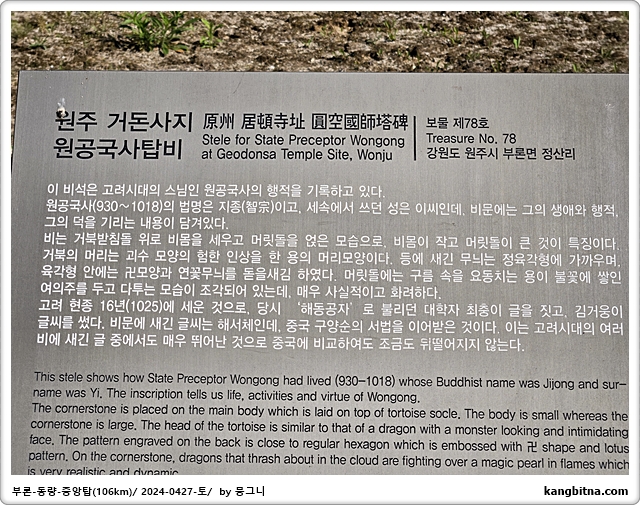 원주 거돈사지 原州 居頓寺址 圓空國師塔碑
원공국사탑비 Stele for State Preceptor Wongong
at Geodonsa Temple Site, Wonju
보물 제78호
Treasure No. 78
강원도 원주시 부론면 정산리
이 비석은 고려시대의 스님인 원공국사의 행적을 기록하고 있다.
원공국사(930～1018)의 법명은 지종(智宗)이고, 세속에서 쓰던 성은 이씨인데, 비문에는 그의 생애와 행적,
그의 덕을 기리는 내용이 담겨있다.
비는 거북받침돌 위로 비몸을 세우고 머릿돌을 얹은 모습으로, 비몸이 작고 머릿돌이 큰 것이 특징이다.
거북의 머리는 괴수 모양의 험한 인상을 한 용의 머리모양이다. 등에 새긴 무늬는 정육각형에 가까우며,
육각형 안에는 卍모양과 연꽃무늬를 돋을새김 하였다. 머릿돌에는 구름 속을 요동치는 용이 불꽃에 쌓인
여의주를 두고 다투는 모습이 조각되어 있는데, 매우 사실적이고 화려하다.
고려 현종 16년(1025)에 세운 것으로, 당시 ‘해동공자’로 불리던 대학자 최충이 글을 짓고, 김거웅이
글씨를 썼다. 비문에 새긴 글씨는 해서체인데, 중국 구양순의 서법을 이어받은 것이다. 이는 고려시대의 여러
비에 새긴 글 중에서도 매우 뛰어난 것으로 중국에 비교하여도 조금도 뒤떨어지지 않는다.
This stele shows how State Preceptor Wongong had lived (930–1018) whose Buddhist name was Jijong and sur-
name was Yi. The inscription tells us life, activities and virtue of Wongong.
The cornerstone is placed on the main body which is laid on top of tortoise socle. The body is small whereas the
cornerstone is large. The head of the tortoise is similar to that of a dragon with a monster looking and intimidating
face. The pattern engraved on the back is close to regular hexagon which is embossed with 卍 shape and lotus
pattern. On the cornerstone, dragons that thrash about in the cloud are fighting over a magic pearl in flames which
is very realistic and dynamic.
부론-동량-중앙탑(106km)/ 2024-0427-토/ by 뭉그니
kangbitna.com